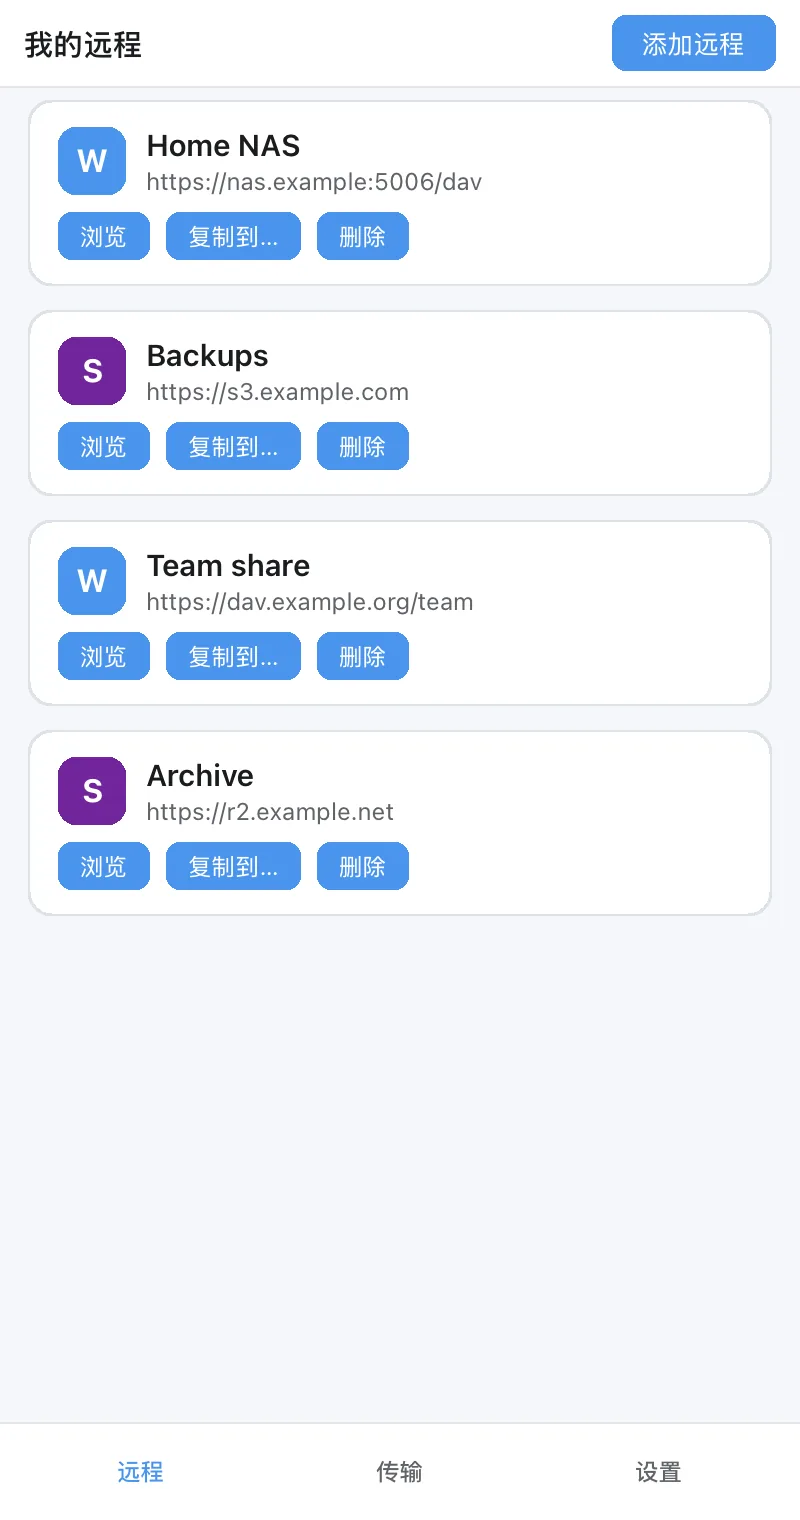 我的远程 添加远程
W Home NAS
https://nas.example:5006/dav
浏览 复制到... 删除
S Backups
https://s3.example.com
浏览 复制到... 删除
W Team share
https://dav.example.org/team
浏览 复制到... 删除
S Archive
https://r2.example.net
浏览 复制到... 删除
远程 传输 设置